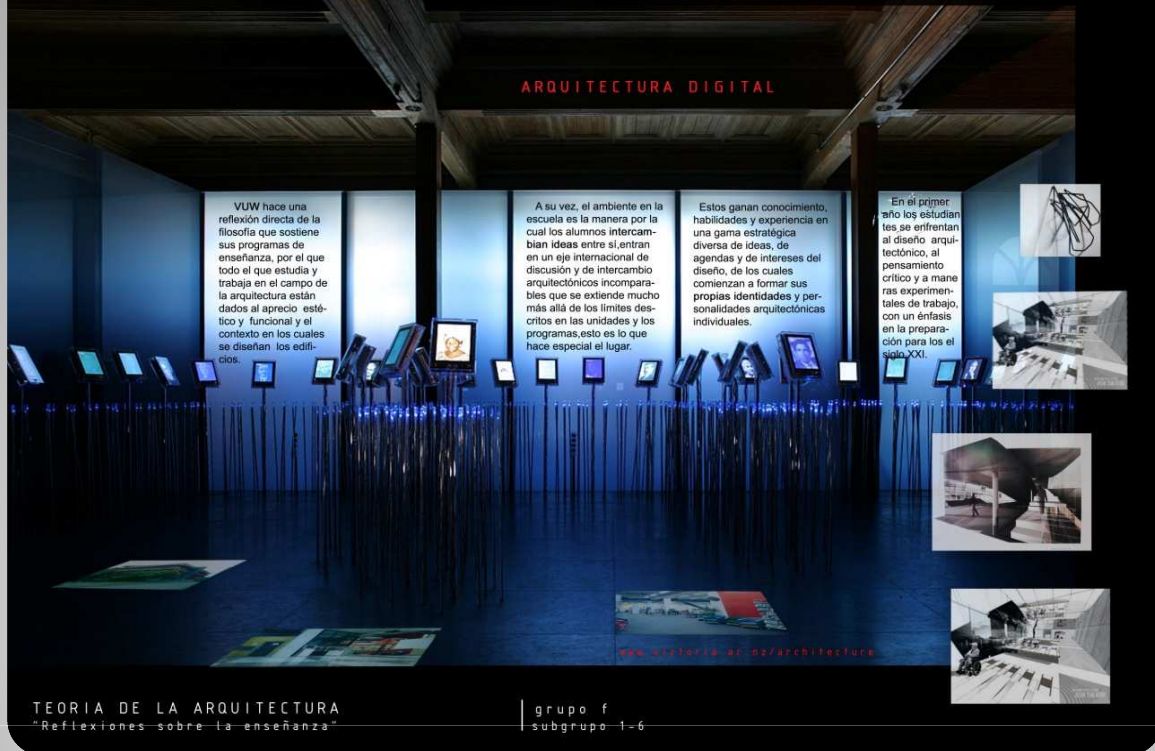 ARQUITECTURA DIGITAL
VUW hace una
reflexión directa de la
filosofía que sostiene
sus programas de
enseñanza, por el que
todo el que estudia y
trabaja en el campo de
la arquitectura están
dados al aprecio esté-
tico y funcional y el
contexto en los cuales
se diseñan los edifi-
cios.
A su vez, el ambiente en la
escuela es la manera por la
cual los alumnos intercam-
bian ideas entre sí,entran
en un eje internacional de
discusión y de intercambio
arquitectónicos incompara-
bles que se extiende mucho
más allá de los límites des-
critos en las unidades y los
programas,esto es lo que
hace especial el lugar.
Estos ganan conocimiento,
habilidades y experiencia en
una gama estratégica
diversa de ideas, de
agendas y de intereses del
diseño, de los cuales
comienzan a formar sus
propias identidades y per-
sonalidades arquitectónicas
individuales.
En el primer
año los estudian
tes se enfrentan
al diseño arqui-
tectónico, al
pensamiento
crítico y a mane
ras experimen-
tales de trabajo,
con un énfasis
en la prepara-
ción para los el
siglo XXI.
www.victoria.ac.nz/architecture
TEORIA DE LA ARQUITECTURA
"Reflexiones sobre la enseñanza"
grupo f
subgrupo 1-6